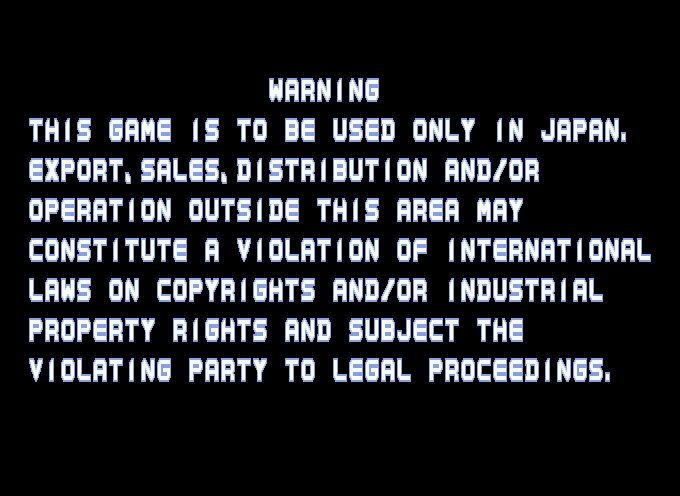 WARNING
THIS GAME IS TO BE USED ONLY IN JAPAN.
EXPORT, SALES, DISTRIBUTION AND/OR
OPERATION OUTSIDE THIS AREA MAY
CONSTITUTE A VIOLATION OF INTERNATIONAL
LAWS ON COPYRIGHTS AND/OR INDUSTRIAL
PROPERTY RIGHTS AND SUBJECT THE
VIOLATING PARTY TO LEGAL PROCEEDINGS.